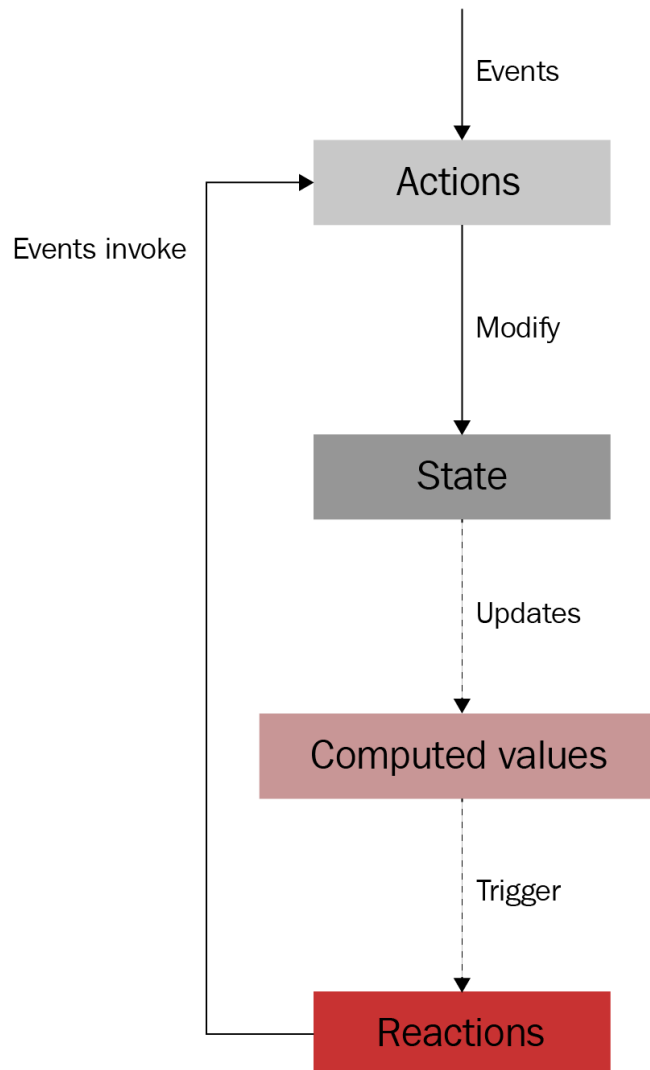 Events
Actions
Events invoke
Modify
State
Updates
Computed values
Trigger
Reactions